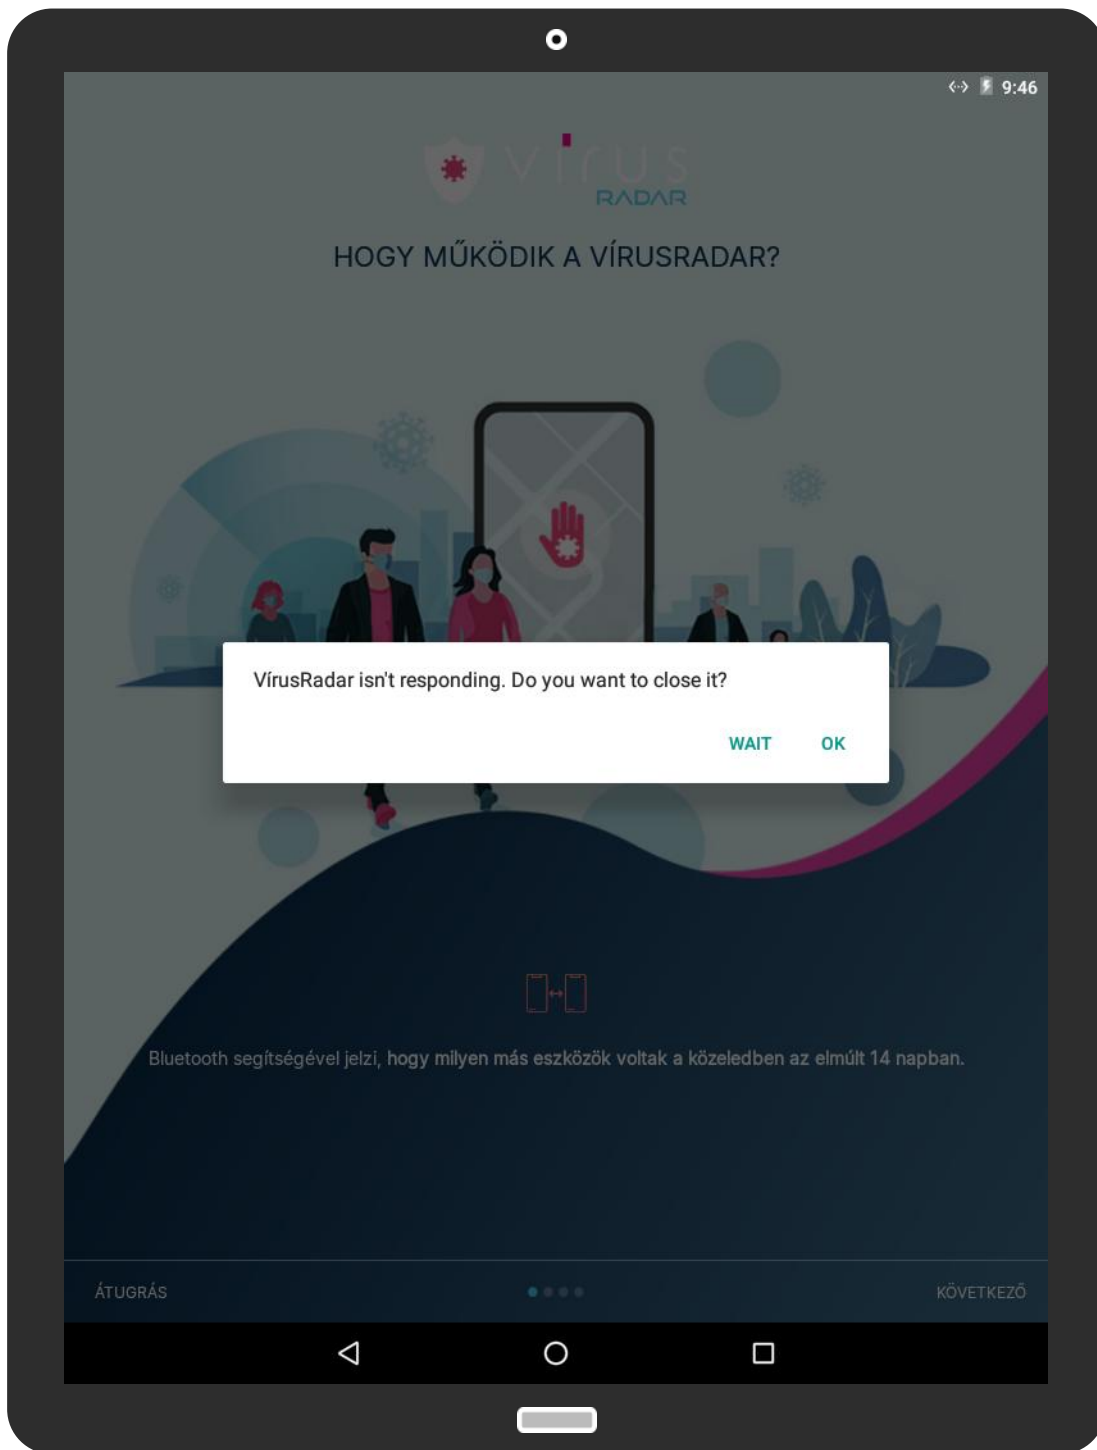 9:46
vírus
RADAR
HOGY MŰKÖDIK A VÍRUSRADAR?
VírusRadar isn't responding. Do you want to close it?
WAIT OK
Bluetooth segítségével jelzi, hogy milyen más eszközök voltak a közeledben az elmúlt 14 napban.
ÁTUGRÁS KÖVETKEZŐ